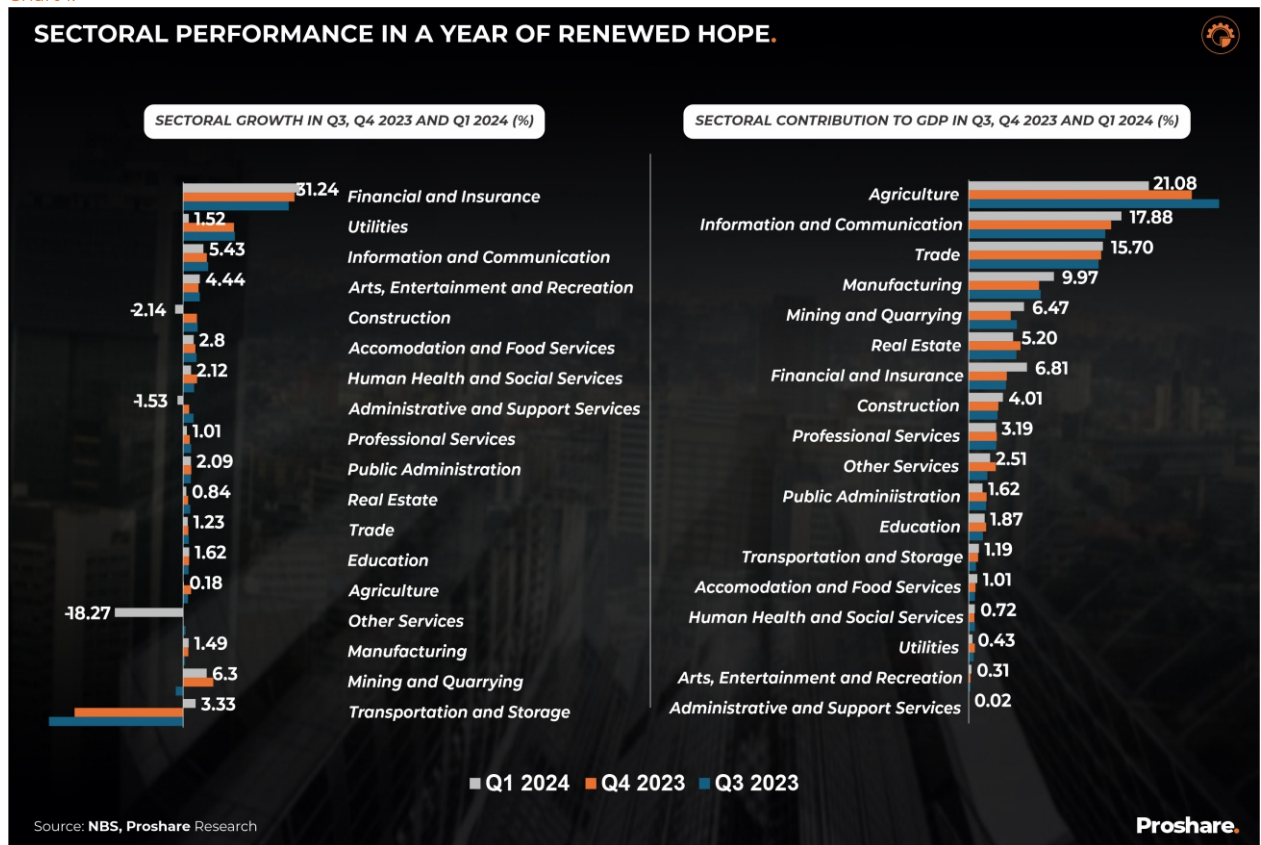 SECTORAL PERFORMANCE IN A YEAR OF RENEWED HOPE.
SECTORAL GROWTH IN Q3, Q4 2023 AND Q1 2024 (%)
31.24 Financial and Insurance
1.52 Utilities
5.43 Information and Communication
4.44 Arts, Entertainment and Recreation
-2.14 Construction
2.8 Accomodation and Food Services
2.12 Human Health and Social Services
-1.53 Administrative and Support Services
1.01 Professional Services
2.09 Public Administration
0.84 Real Estate
1.23 Trade
1.62 Education
0.18 Agriculture
-18.27 Other Services
1.49 Manufacturing
6.3 Mining and Quarrying
3.33 Transportation and Storage
SECTORAL CONTRIBUTION TO GDP IN Q3, Q4 2023 AND Q1 2024 (%)
Agriculture 21.08
Information and Communication 17.88
Trade 15.70
Manufacturing 9.97
Mining and Quarrying 6.47
Real Estate 5.20
Financial and Insurance 6.81
Construction 4.01
Professional Services 3.19
Other Services 2.51
Public Adminiistration 1.62
Education 1.87
Transportation and Storage 1.19
Accomodation and Food Services 1.01
Human Health and Social Services 0.72
Utilities 0.43
Arts, Entertainment and Recreation 0.31
Administrative and Support Services 0.02
Q1 2024 Q4 2023 Q3 2023
Source: NBS, Proshare Research
Proshare.